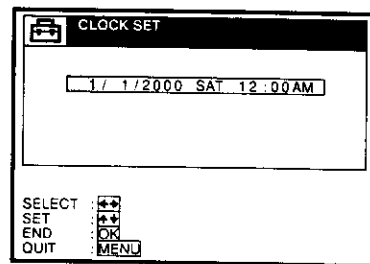 CLOCK SET
1/ 1/2000 SAT 12:00AM
SELECT :
SET :
END : OK
QUIT : MENU